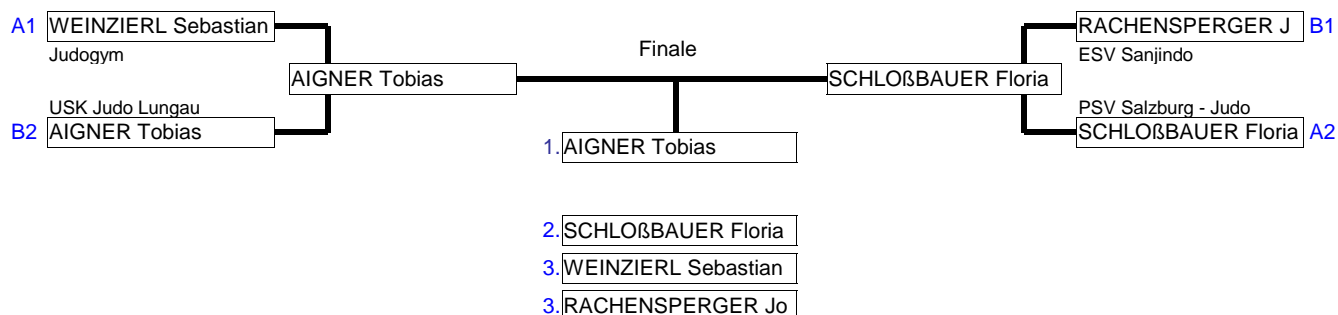 A1 WEINZIERL Sebastian
Judogym
AIGNER Tobias
USK Judo Lungau
B2 AIGNER Tobias
Finale
RACHENSPERGER J B1
ESV Sanjindo
SCHLOßBAUER Floria
PSV Salzburg - Judo
SCHLOßBAUER Floria A2
1. AIGNER Tobias
2. SCHLOßBAUER Floria
3. WEINZIERL Sebastian
3. RACHENSPERGER Jo